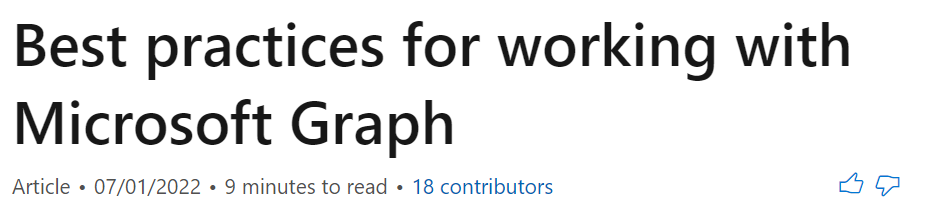 Best practices for working with
Microsoft Graph
Article • 07/01/2022 • 9 minutes to read • 18 contributors